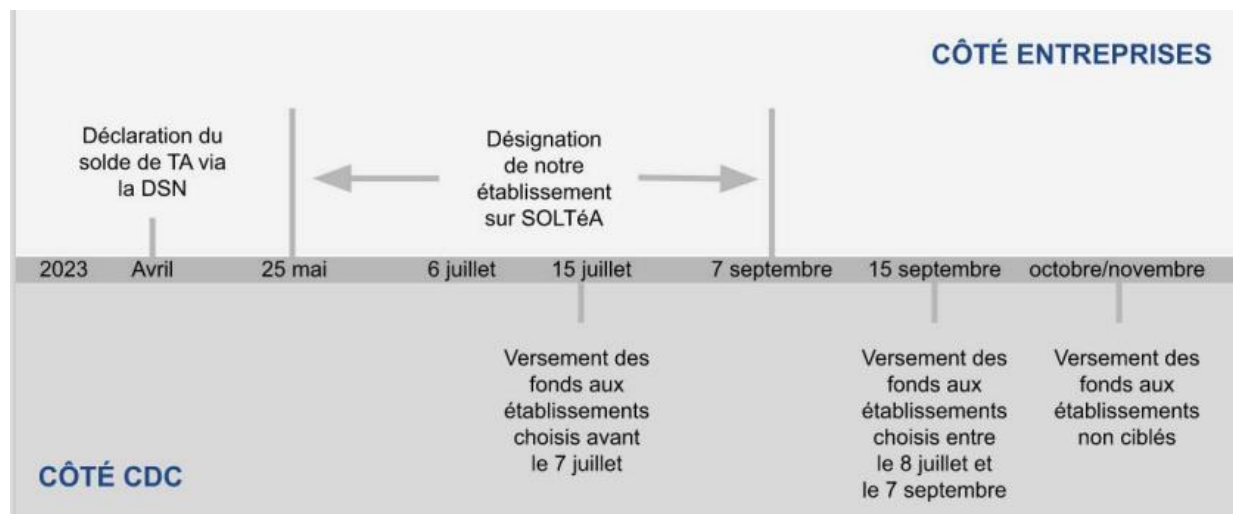 CÔTÉ ENTREPRISES
Déclaration du
solde de TA via
la DSN
Désignation
de notre
établissement
sur SOLTéA
2023 Avril 25 mai 6 juillet 15 juillet 7 septembre 15 septembre octobre/novembre
Versement des
fonds aux
établissements
choisis avant
le 7 juillet
Versement des
fonds aux
établissements
choisis entre
le 8 juillet et
le 7 septembre
Versement des
fonds aux
établissements
non ciblés
CÔTÉ CDC